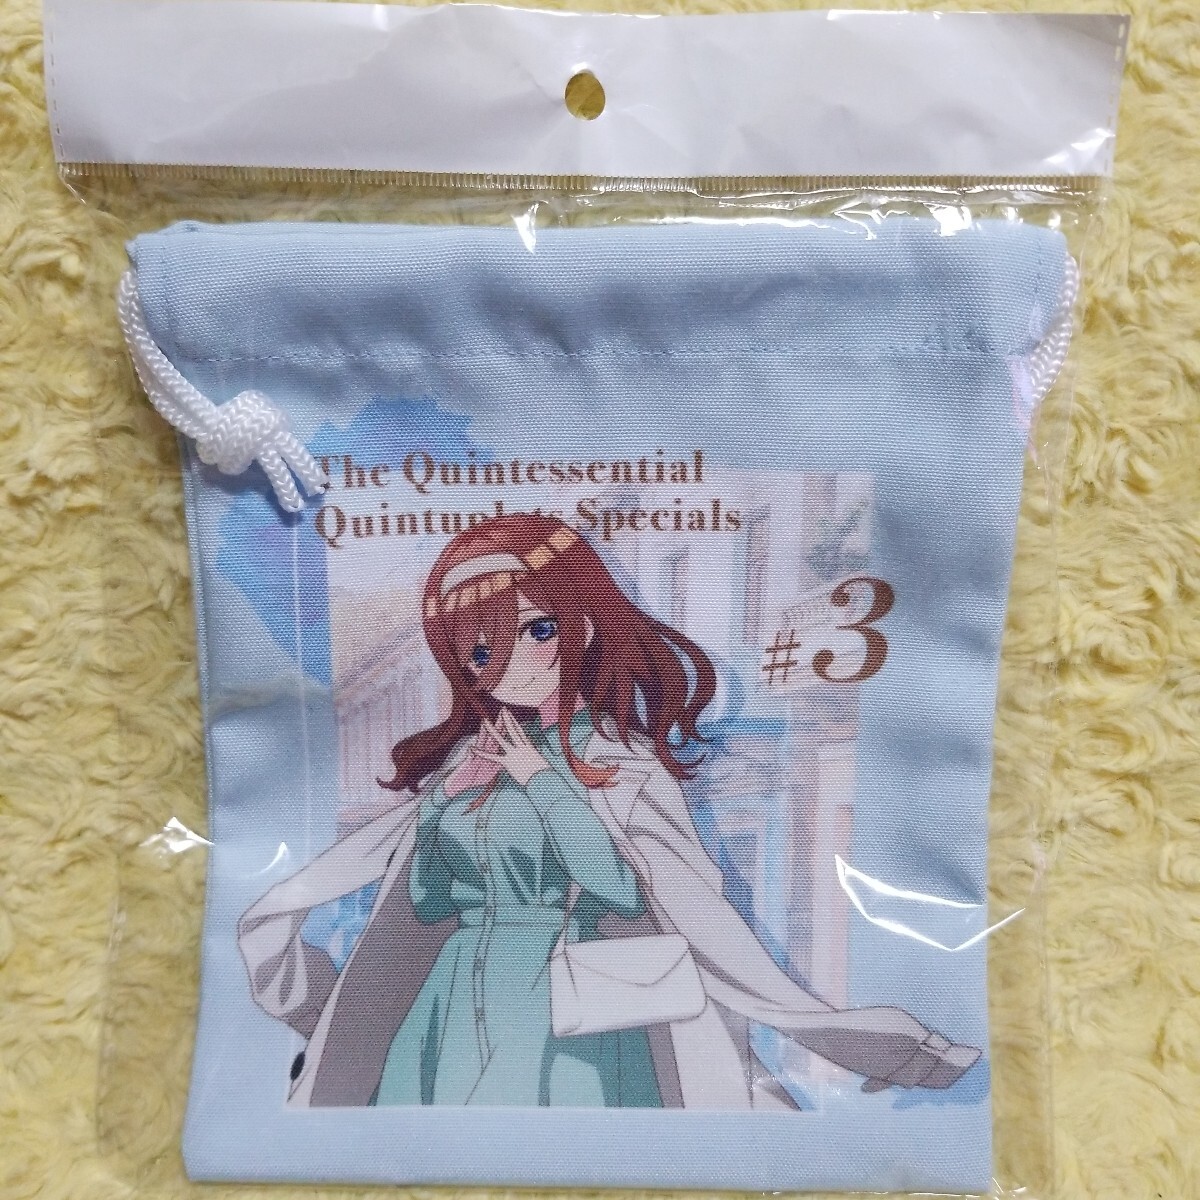 The Quintessential
Quintuplets Specials
#3